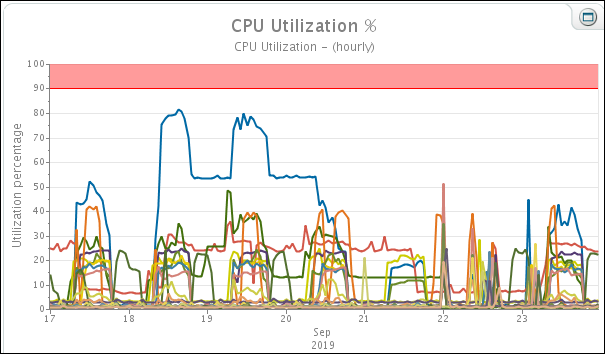 CPU Utilization %
CPU Utilization – (hourly)
Utilization percentage
100
90
80
70
60
50
40
30
20
10
0
17 18 19 20 21 22 23
Sep
2019